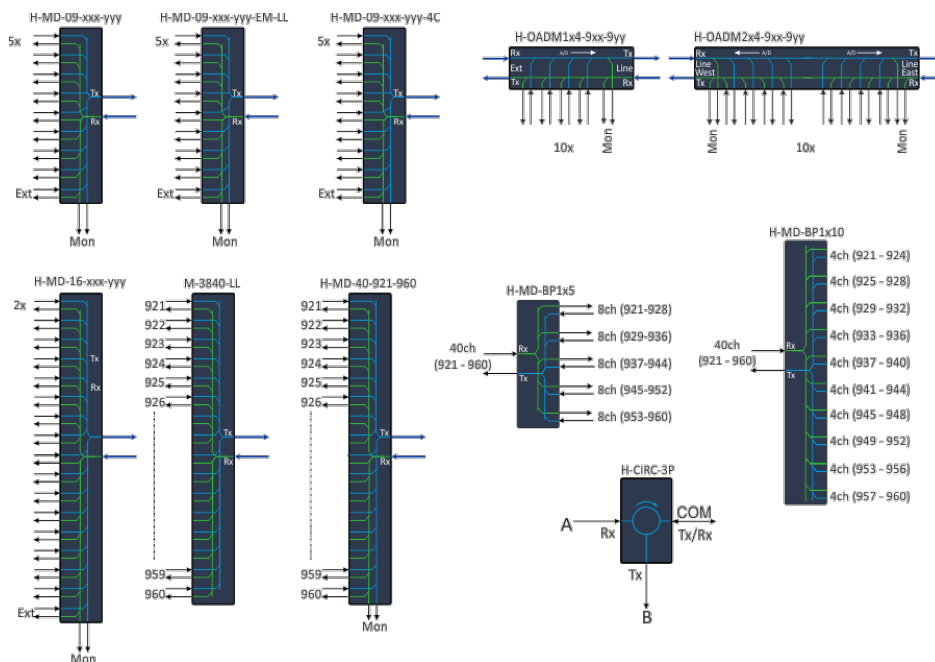 H-MD-09-xxx-yyy
5x
Tx
Rx
Ext
Mon
H-MD-09-xxx-yyy-EM-LL
5x
Tx
Rx
Ext
Mon
H-MD-09-xxx-yyy-4C
5x
Tx
Rx
Ext
Mon
H-OADM1x4-9xx-9yy
Rx
A/D
Tx
Ext
Line
Tx
Rx
Mon
10x
H-OADM2x4-9xx-9yy
Rx
A/D
A/D
Tx
Line
West
Line
East
Tx
Rx
Mon
Mon
10x
H-MD-16-xxx-yyy
2x
Tx
Rx
Ext
Mon
M-3840-LL
921
922
923
924
925
926
Tx
Rx
959
960
H-MD-40-921-960
921
922
923
924
925
926
Tx
Rx
959
960
Mon
H-MD-BP1x5
40ch
(921 - 960)
Rx
Tx
8ch (921-928)
8ch (929-936)
8ch (937-944)
8ch (945-952)
8ch (953-960)
H-MD-BP1x10
40ch
(921 - 960)
Rx
Tx
4ch (921 - 924)
4ch (925 - 928)
4ch (929 - 932)
4ch (933 - 936)
4ch (937 - 940)
4ch (941 - 944)
4ch (945 - 948)
4ch (949 - 952)
4ch (953 - 956)
4ch (957 - 960)
H-CIRC-3P
A
Rx
COM
Tx/Rx
Tx
B